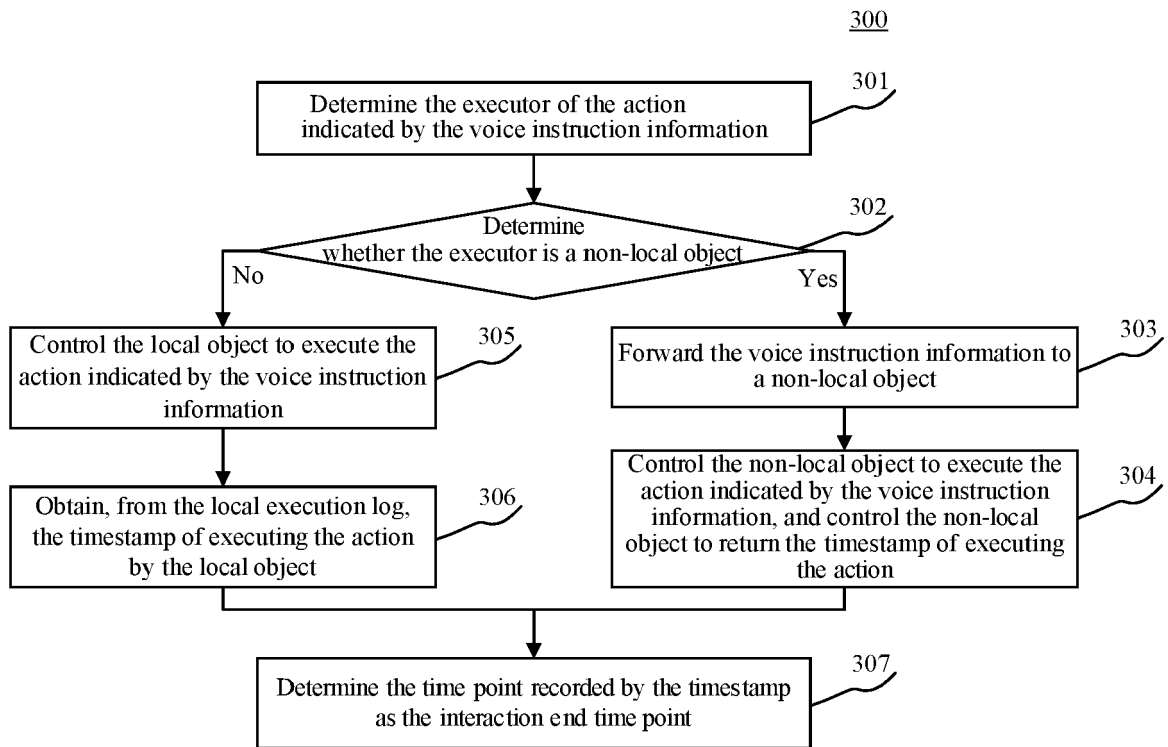 300
301
Determine the executor of the action
indicated by the voice instruction information
302
Determine
whether the executor is a non-local object
No
Yes
305
Control the local object to execute the
action indicated by the voice instruction
information
303
Forward the voice instruction information to
a non-local object
306
Obtain, from the local execution log,
the timestamp of executing the action
by the local object
304
Control the non-local object to execute the
action indicated by the voice instruction
information, and control the non-local
object to return the timestamp of executing
the action
307
Determine the time point recorded by the timestamp
as the interaction end time point